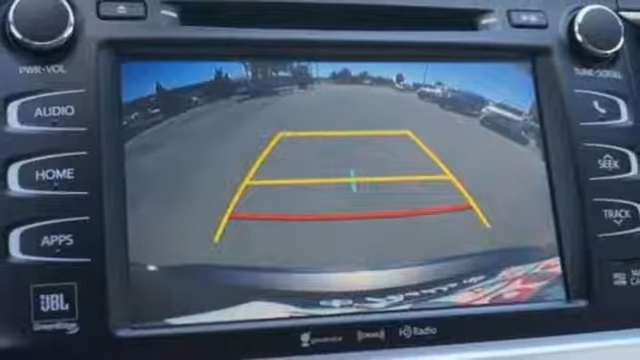 PWR•VOL
TUNE•SCROLL
AUDIO
HOME
SEEK
TRACK
APPS
JBL
HD Radio